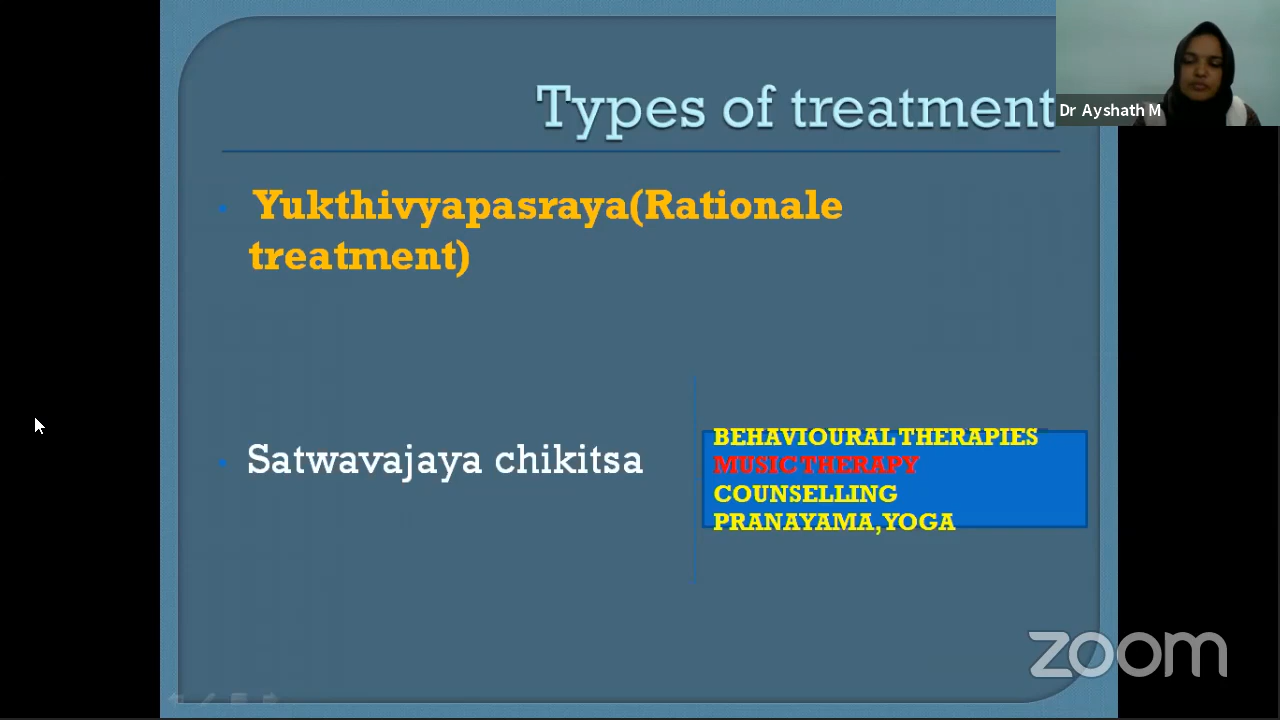 Types of treatment
Dr Ayshath M
Yukthivyapasraya(Rationale
treatment)
Satwavajaya chikitsa
BEHAVIOURAL THERAPIES
MUSIC THERAPY
COUNSELLING
PRANAYAMA,YOGA
zoom